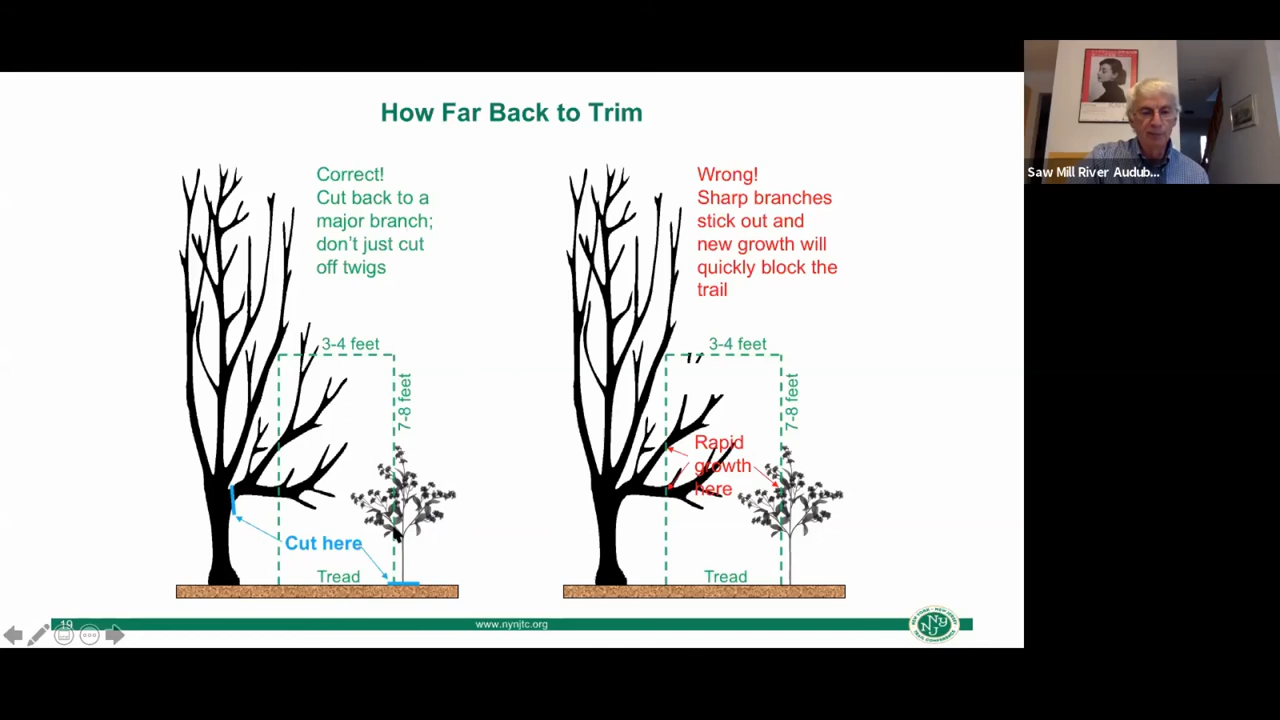 How Far Back to Trim
Correct!
Cut back to a
major branch;
don't just cut
off twigs
3-4 feet
7-8 feet
Cut here
Tread
Wrong!
Sharp branches
stick out and
new growth will
quickly block the
trail
3-4 feet
7-8 feet
Rapid
growth
here
Tread
19
www.nynjtc.org
NY
NJ
Saw Mill River Audub...